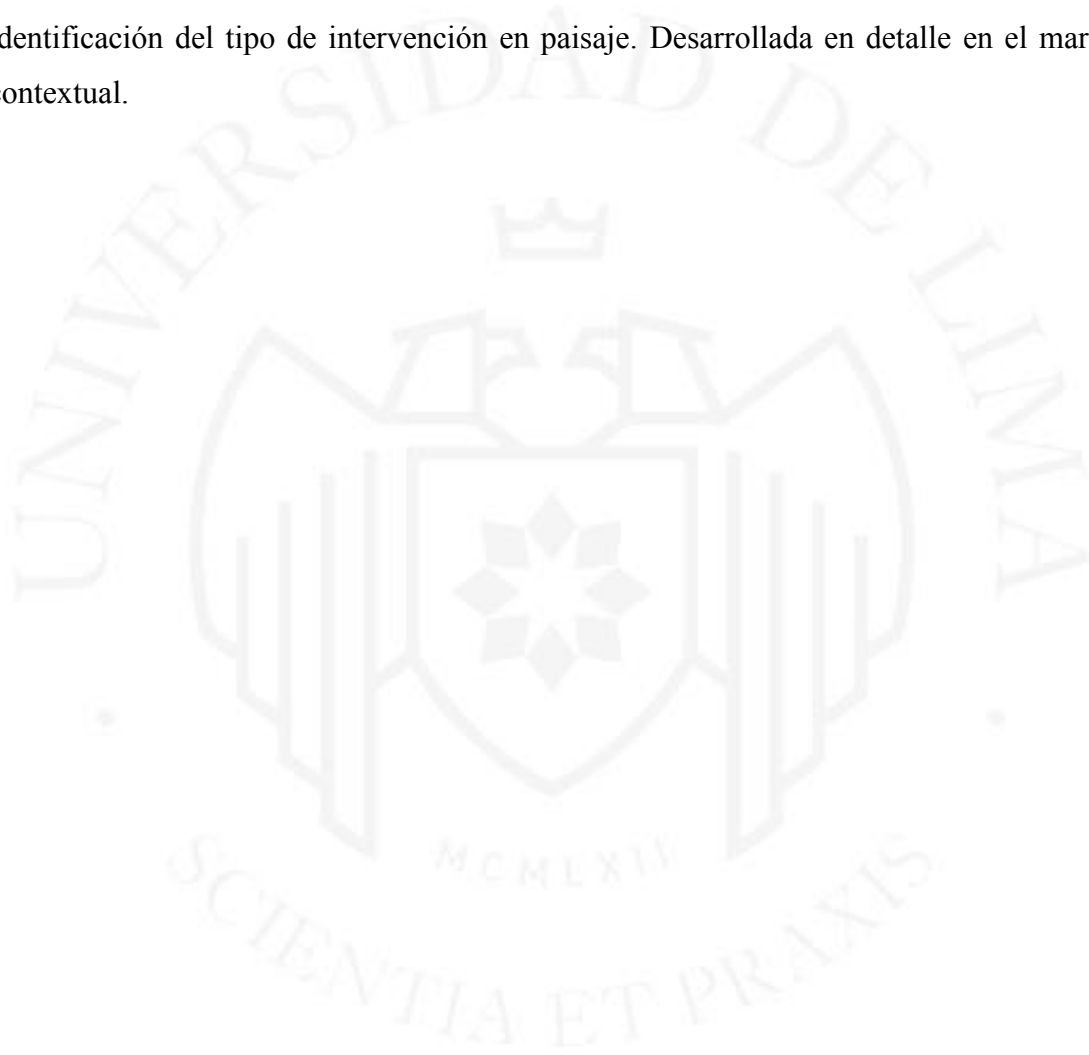 dentificación del tipo de intervención en paisaje. Desarrollada en detalle en el mar
contextual.
UNIVERSIDAD DE LIMA
MCMLXII
SCIENTIA ET PRAXIS